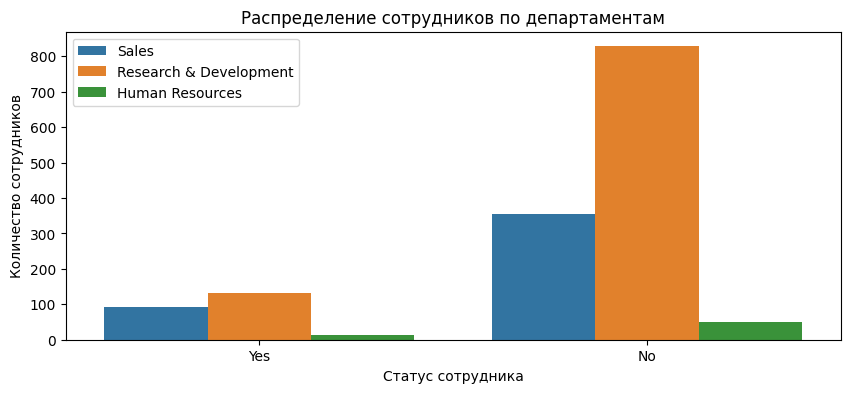 Распределение сотрудников по департаментам
Sales
Research & Development
Human Resources
Количество сотрудников
800
700
600
500
400
300
200
100
0
Yes
No
Статус сотрудника